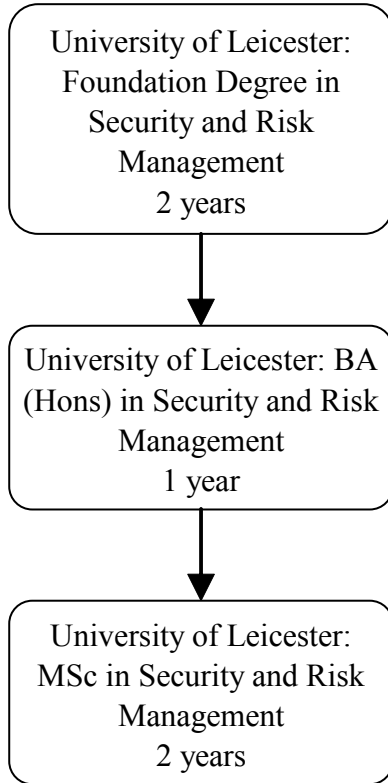 University of Leicester:
Foundation Degree in
Security and Risk
Management
2 years
University of Leicester: BA
(Hons) in Security and Risk
Management
1 year
University of Leicester:
MSc in Security and Risk
Management
2 years